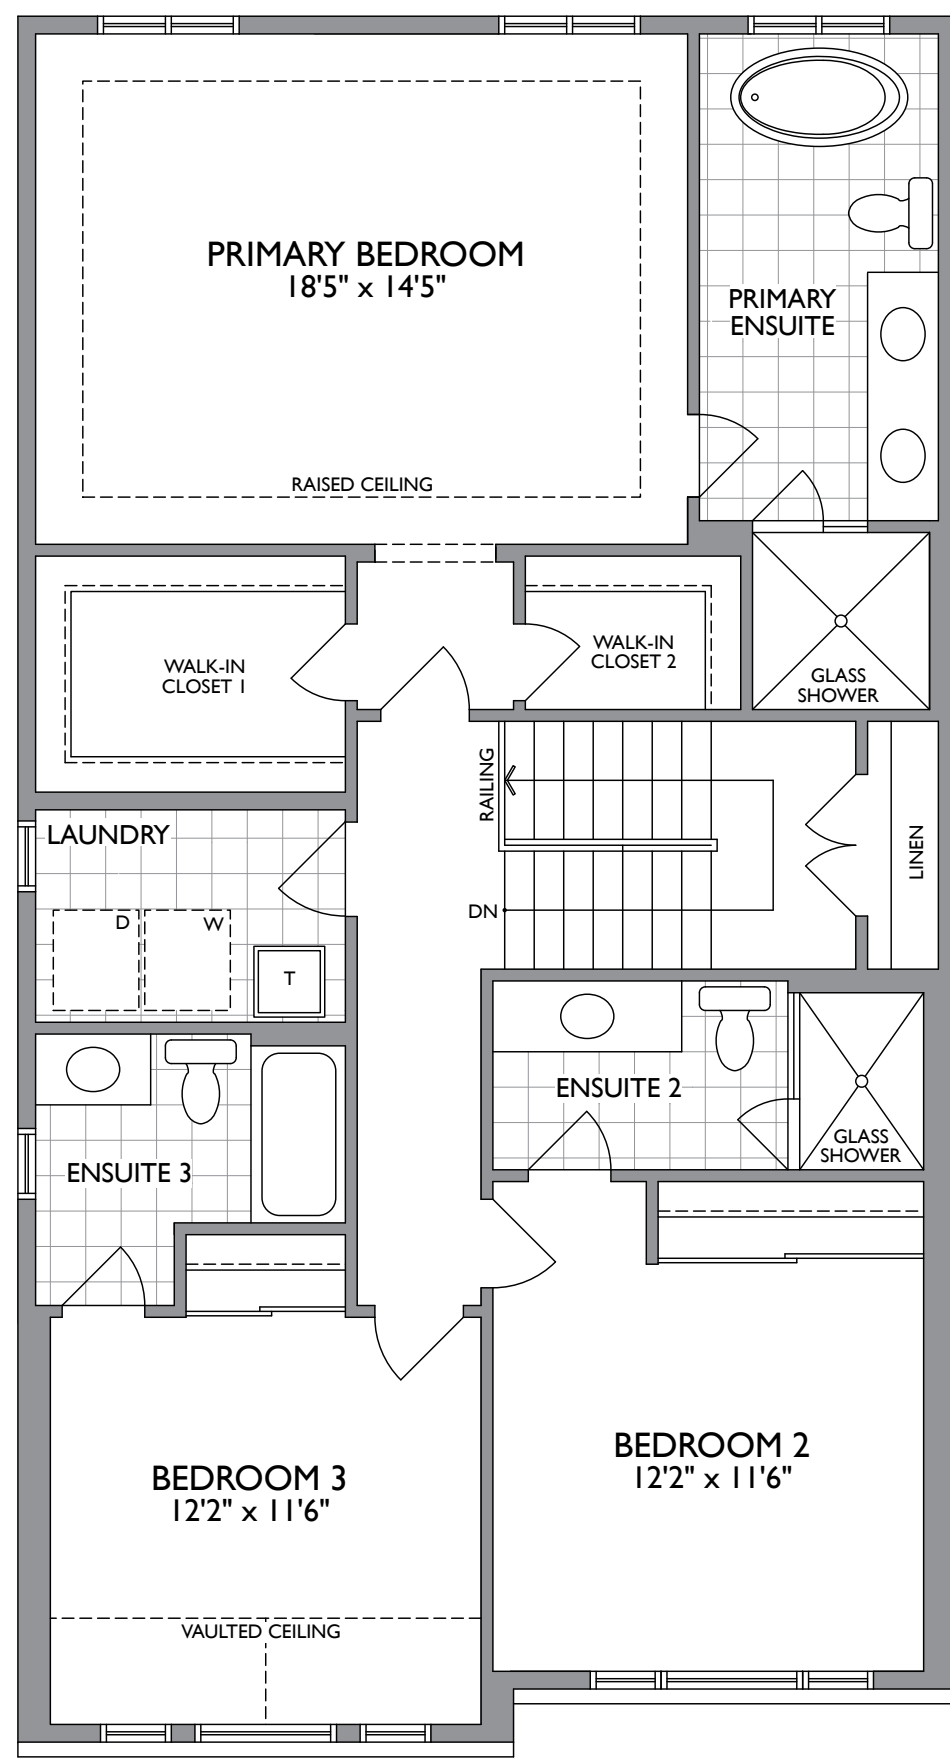 PRIMARY BEDROOM
18'5" x 14'5"
PRIMARY
ENSUITE
RAISED CEILING
WALK-IN
CLOSET 1
WALK-IN
CLOSET 2
GLASS
SHOWER
RAILING
LAUNDRY
LINEN
D
W
DN
T
ENSUITE 2
GLASS
SHOWER
ENSUITE 3
BEDROOM 2
12'2" x 11'6"
BEDROOM 3
12'2" x 11'6"
VAULTED CEILING